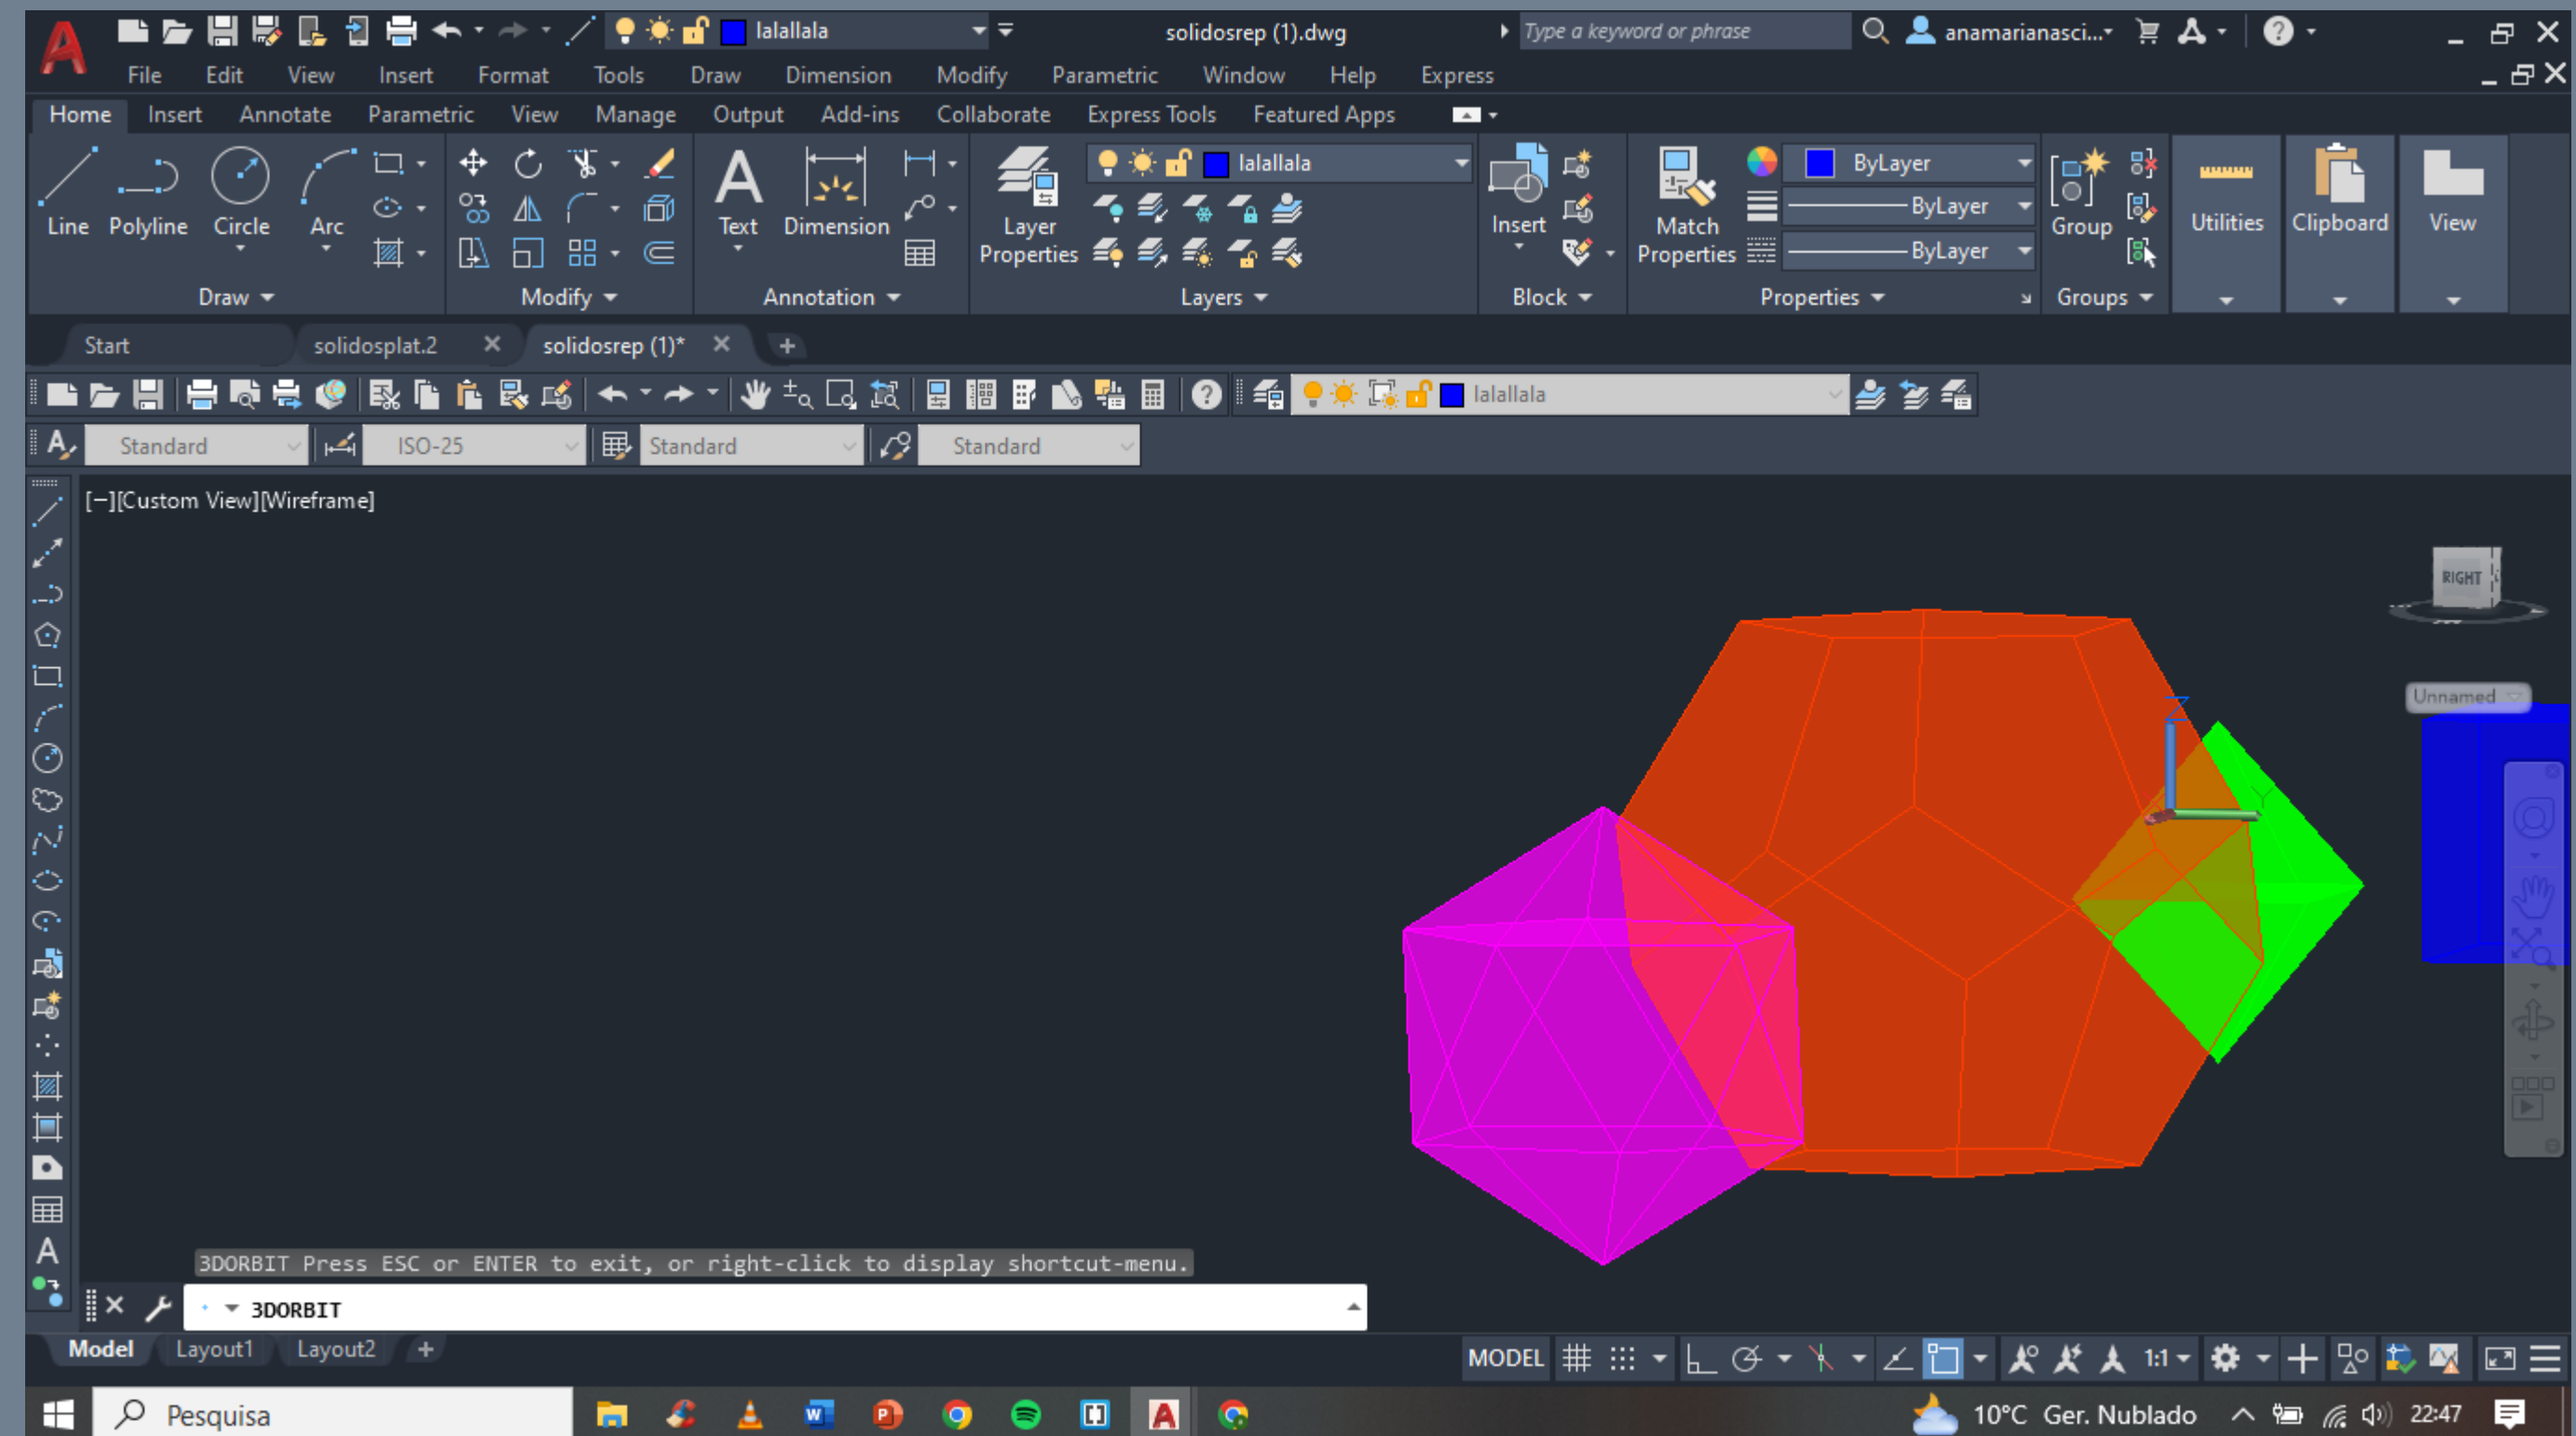 lalallala solidosrep (1).dwg Type a keyword or phrase anamarianasci...
File Edit View Insert Format Tools Draw Dimension Modify Parametric Window Help Express
Home Insert Annotate Parametric View Manage Output Add-ins Collaborate Express Tools Featured Apps
lalallala ByLayer
Line Polyline Circle Arc Text Dimension Layer Properties Insert Match Properties ByLayer Group Utilities Clipboard View
ByLayer
Draw Modify Annotation Layers Block Properties Groups
Start solidosplat.2 solidosrep (1)*
lalallala
Standard ISO-25 Standard Standard
[−][Custom View][Wireframe]
RIGHT
Unnamed
Z
Y
3DORBIT Press ESC or ENTER to exit, or right-click to display shortcut-menu.
3DORBIT
Model Layout1 Layout2 +
MODEL 1:1
Pesquisa 10°C Ger. Nublado 22:47